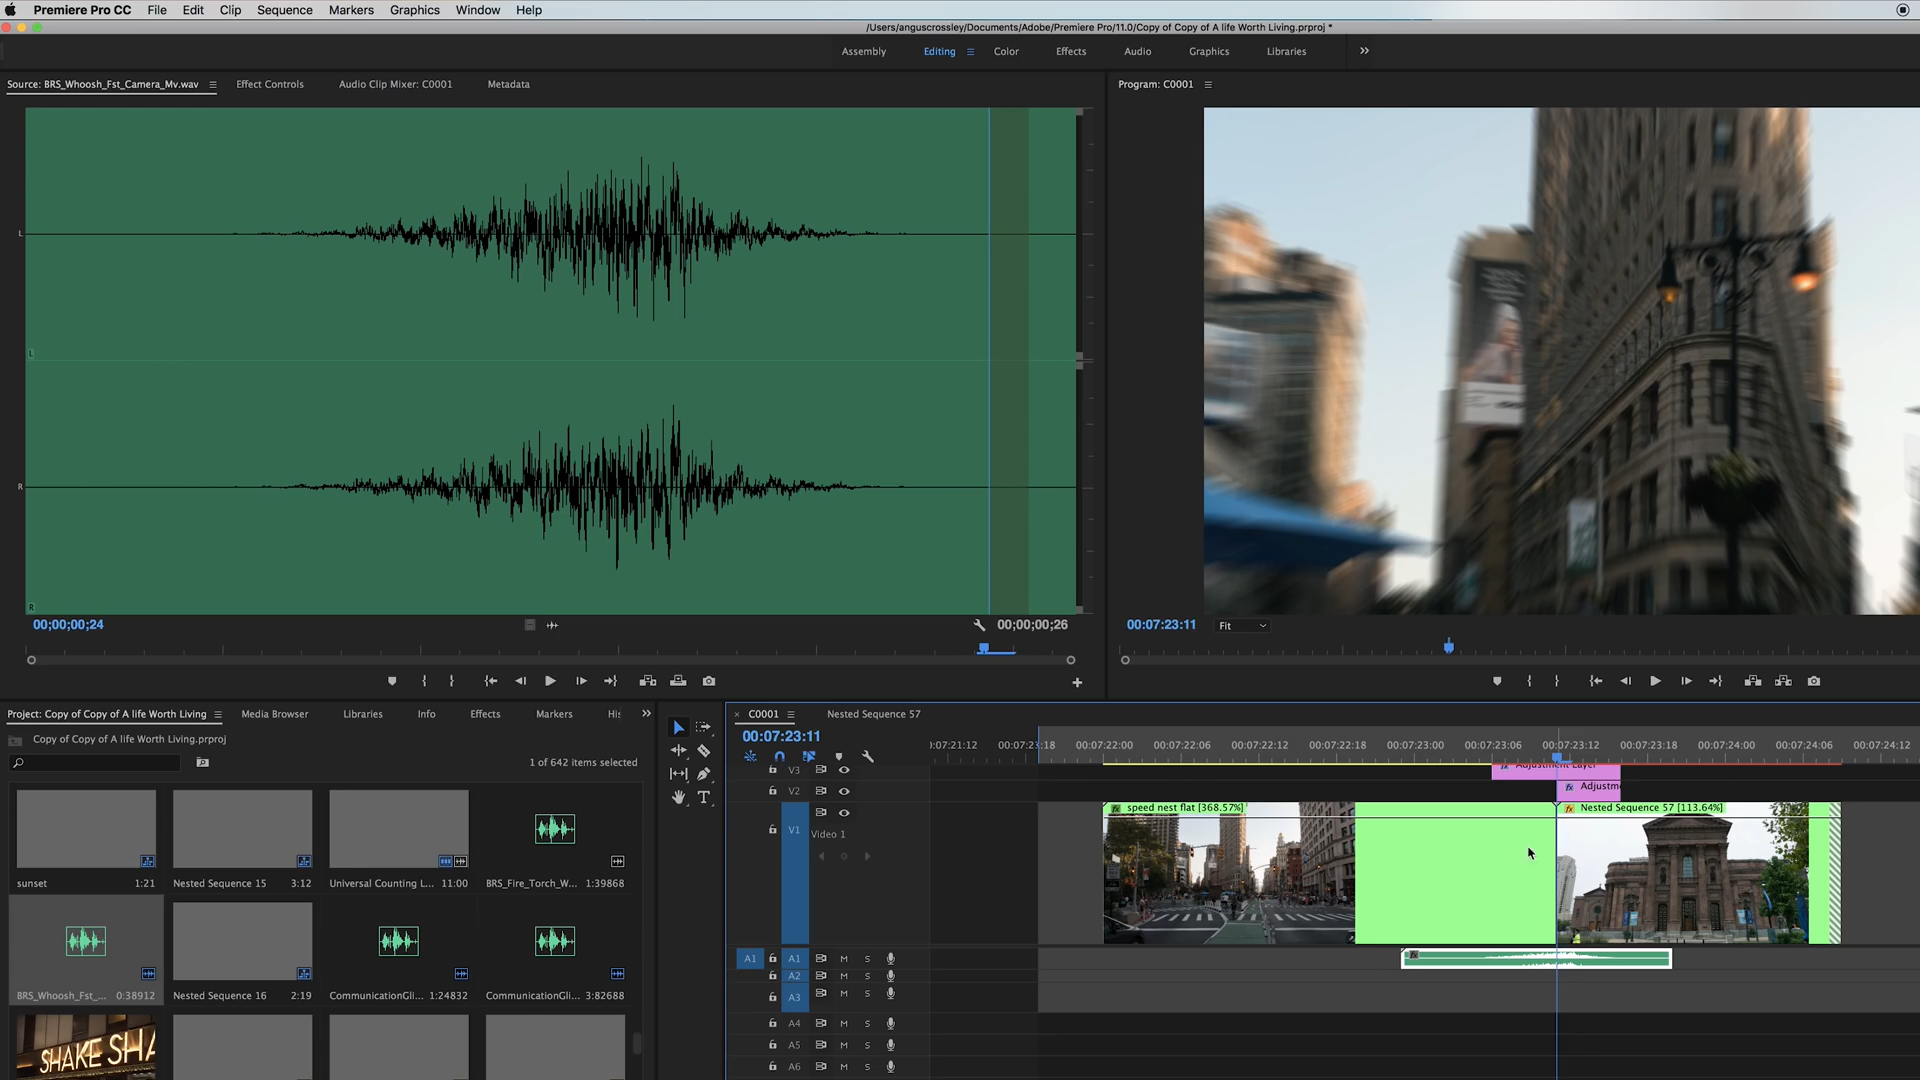 Premiere Pro CC File Edit Clip Sequence Markers Graphics Window Help
/Users/anguscrossley/Documents/Adobe/Premiere Pro/11.0/Copy of Copy of A life Worth Living.prproj *
Assembly Editing Color Effects Audio Graphics Libraries
Source: BRS_Whoosh_Fst_Camera_Mv.wav Effect Controls Audio Clip Mixer: C0001 Metadata
Program: C0001
L
L
R
R
00;00;00;24
00;00;00;26
00:07:23:11 Fit
Project: Copy of Copy of A life Worth Living Media Browser Libraries Info Effects Markers His
Copy of Copy of A life Worth Living.prproj
1 of 642 items selected
sunset 1:21
Nested Sequence 15 3:12
Universal Counting L... 11:00
BRS_Fire_Torch_W... 1:39868
BRS_Whoosh_Fst_... 0:38912
Nested Sequence 16 2:19
CommunicationGli... 1:24832
CommunicationGli... 3:82688
SHAKE SHA
T
× C0001 Nested Sequence 57
00:07:23:11
):07:21:12 00:07:23:18 00:07:22:00 00:07:22:06 00:07:22:12 00:07:22:18 00:07:23:00 00:07:23:06 00:07:23:12 00:07:23:18 00:07:24:00 00:07:24:06 00:07:24:12
V3 fx Adjustment Layer
V2 fx Adjustme
fx speed nest flat [368.57%] fx Nested Sequence 57 [113.64%]
V1 Video 1
A1 A1 M S fx
A2 M S
A3 M S
A4 M S
A5 M S
A6 M S